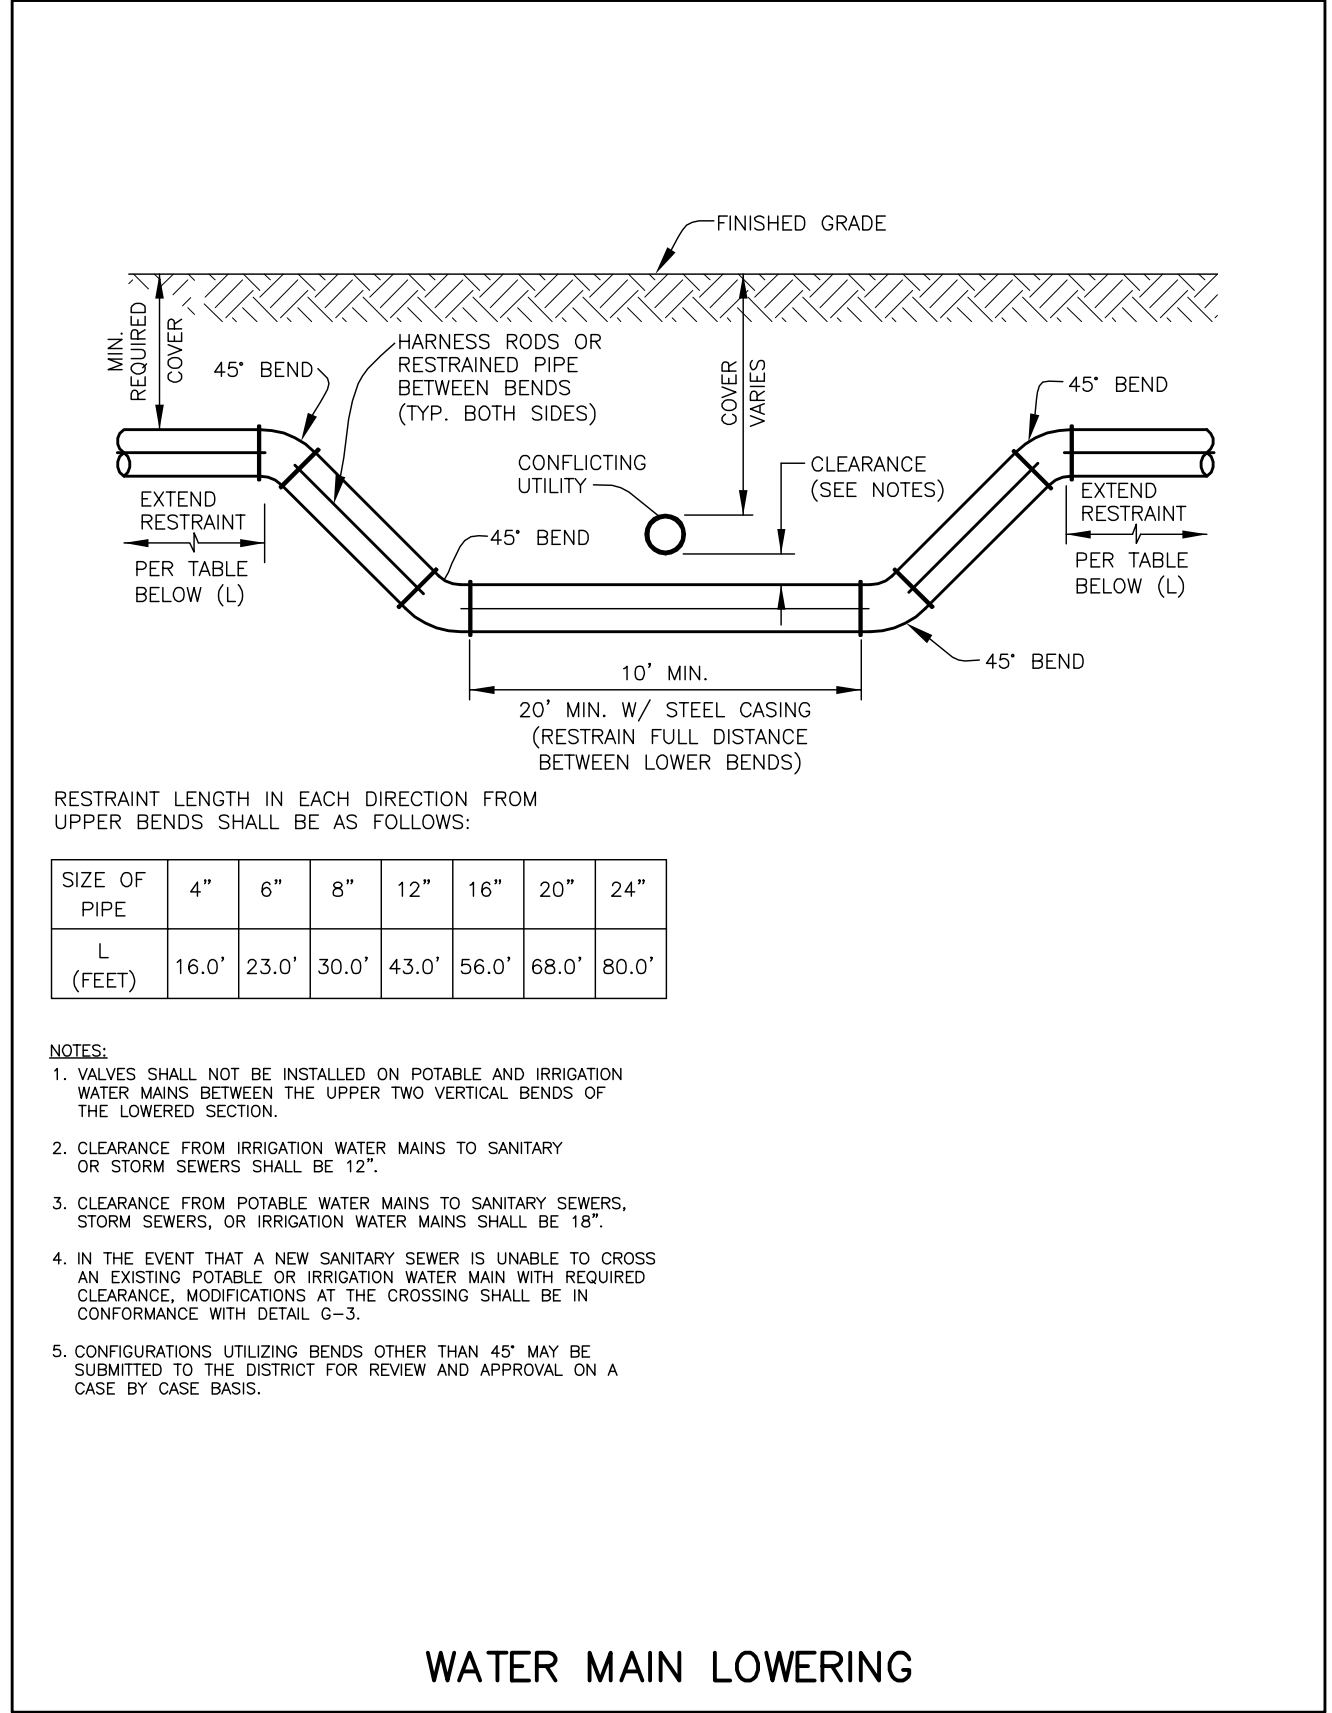 FINISHED GRADE
MIN.
REQUIRED
COVER
45° BEND
HARNESS RODS OR
RESTRAINED PIPE
BETWEEN BENDS
(TYP. BOTH SIDES)
COVER
VARIES
45° BEND
CONFLICTING
UTILITY
CLEARANCE
(SEE NOTES)
EXTEND
RESTRAINT
PER TABLE
BELOW (L)
45° BEND
EXTEND
RESTRAINT
PER TABLE
BELOW (L)
45° BEND
10' MIN.
20' MIN. W/ STEEL CASING
(RESTRAIN FULL DISTANCE
BETWEEN LOWER BENDS)
RESTRAINT LENGTH IN EACH DIRECTION FROM
UPPER BENDS SHALL BE AS FOLLOWS:
SIZE OF PIPE 4" 6" 8" 12" 16" 20" 24"
L (FEET) 16.0' 23.0' 30.0' 43.0' 56.0' 68.0' 80.0'
NOTES:
1. VALVES SHALL NOT BE INSTALLED ON POTABLE AND IRRIGATION
WATER MAINS BETWEEN THE UPPER TWO VERTICAL BENDS OF
THE LOWERED SECTION.
2. CLEARANCE FROM IRRIGATION WATER MAINS TO SANITARY
OR STORM SEWERS SHALL BE 12".
3. CLEARANCE FROM POTABLE WATER MAINS TO SANITARY SEWERS,
STORM SEWERS, OR IRRIGATION WATER MAINS SHALL BE 18".
4. IN THE EVENT THAT A NEW SANITARY SEWER IS UNABLE TO CROSS
AN EXISTING POTABLE OR IRRIGATION WATER MAIN WITH REQUIRED
CLEARANCE, MODIFICATIONS AT THE CROSSING SHALL BE IN
CONFORMANCE WITH DETAIL G-3.
5. CONFIGURATIONS UTILIZING BENDS OTHER THAN 45° MAY BE
SUBMITTED TO THE DISTRICT FOR REVIEW AND APPROVAL ON A
CASE BY CASE BASIS.
WATER MAIN LOWERING